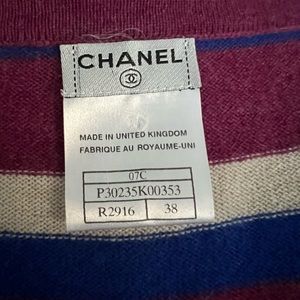 CHANEL
MADE IN UNITED KINGDOM
FABRIQUE AU ROYAUME-UNI
07C
P30235K00353
R2916 38